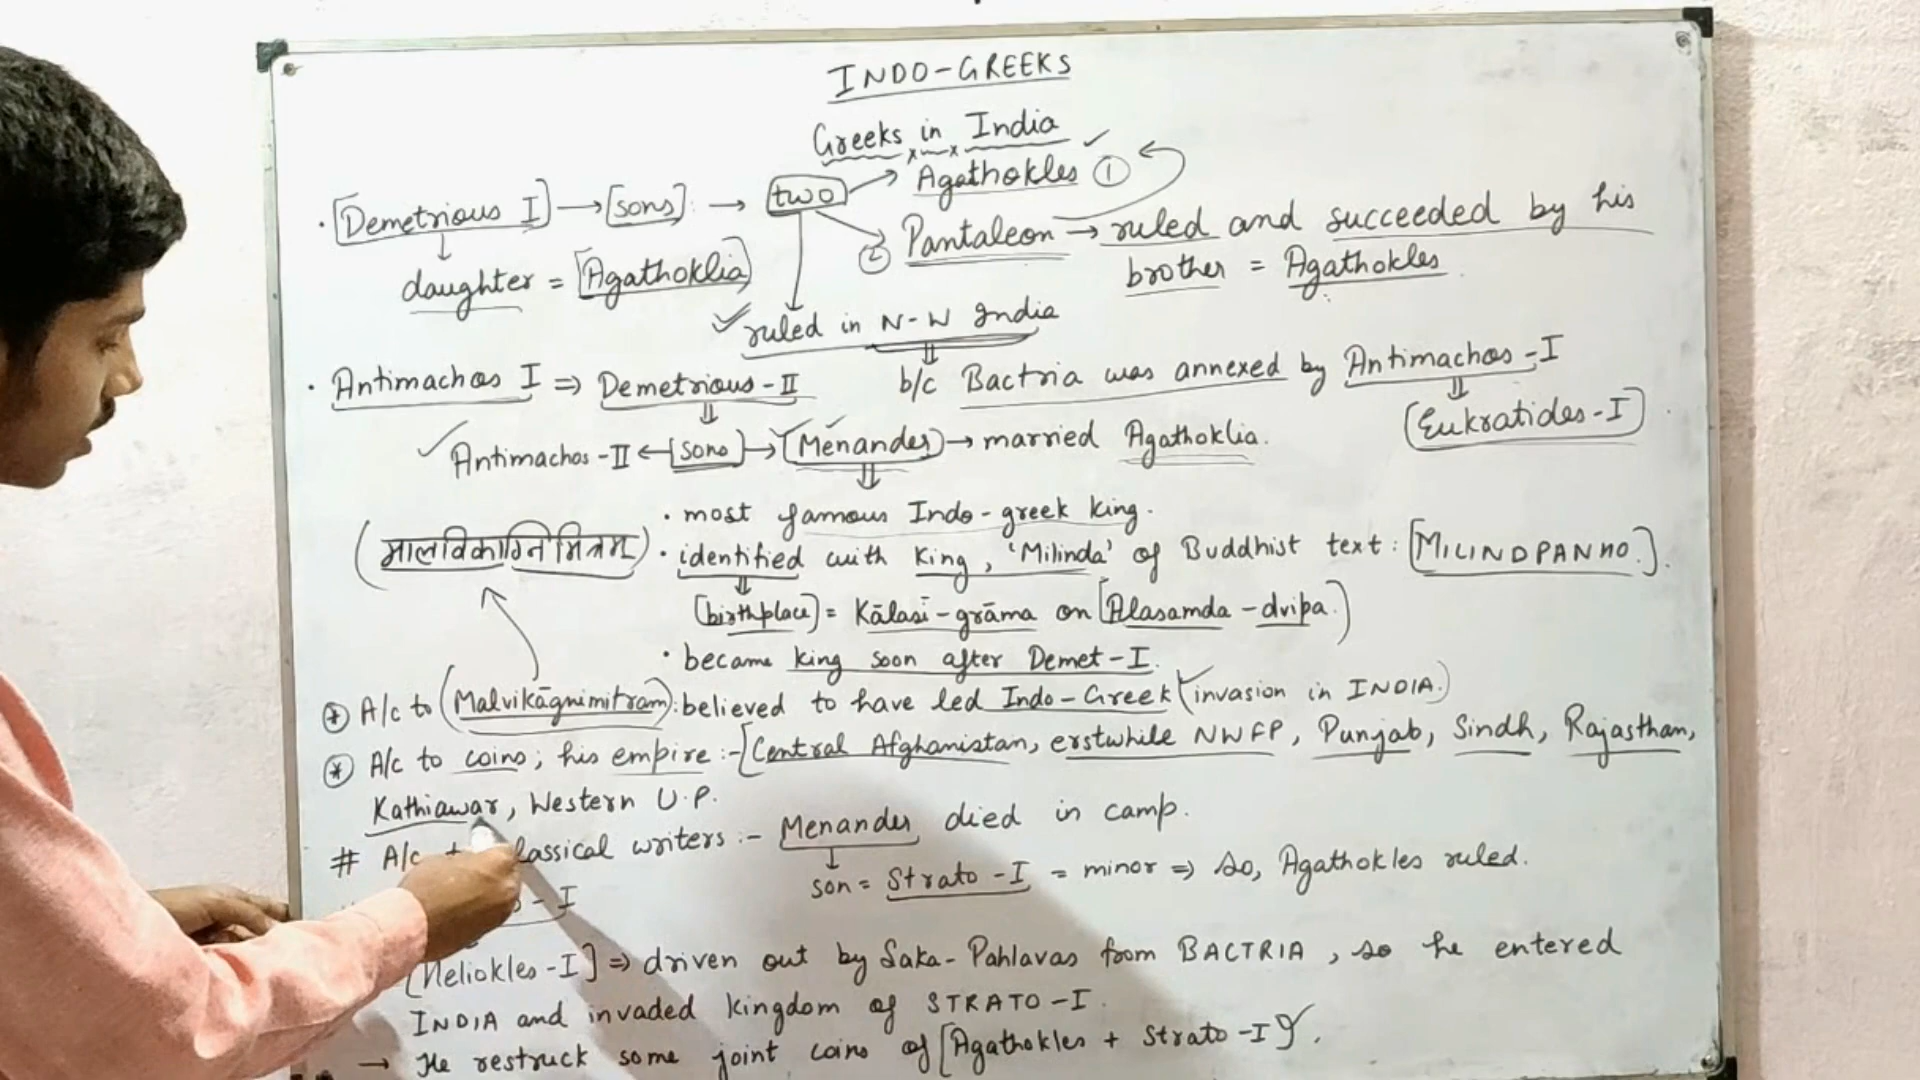 INDO-GREEKS
Greeks in India
· Demetrious I → sons → two → Agathokles ①
② Pantaleon → ruled and succeeded by his
brother = Agathokles
daughter = Agathoklia
ruled in N-W India
b/c Bactria was annexed by Antimachos-I
Eukratides-I
· Antimachos I ⇒ Demetrious-II
Antimachos-II ← sons → Menander → married Agathoklia.
· most famous Indo-greek king.
(मालविकाग्निमित्रम)
· identified with King, 'Milinda' of Buddhist text: [MILINDPANHO.]
(birthplace) = Kālasi-grāma on [Alasamda-dvipa.)
· became king soon after Demet-I.
* A/c to (Malvikāgnimitram): believed to have led Indo-Greek (invasion in INDIA.)
* A/c to coins; his empire :- [Central Afghanistan, erstwhile NWFP, Punjab, Sindh, Rajasthan,
Kathiawar, Western U.P.
# A/c classical writers :- Menander died in camp.
son = Strato-I = minor ⇒ So, Agathokles ruled.
-I
[Heliokles-I] ⇒ driven out by Saka-Pahlavas from BACTRIA, so he entered
INDIA and invaded kingdom of STRATO-I.
→ He restruck some joint coins of [Agathokles + Strato-I].